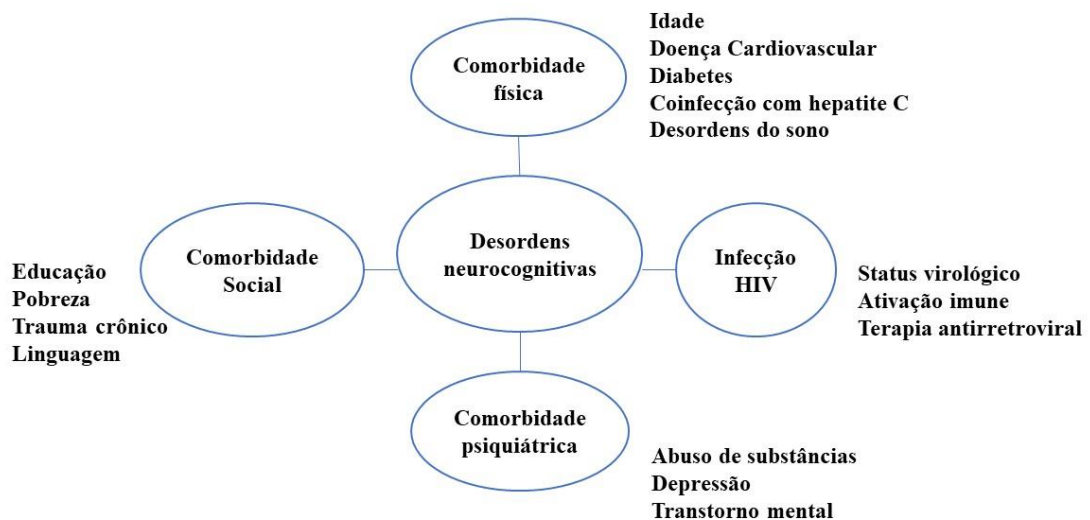 Comorbidade
física
Idade
Doença Cardiovascular
Diabetes
Coinfecção com hepatite C
Desordens do sono
Educação
Pobreza
Trauma crônico
Linguagem
Comorbidade
Social
Desordens
neurocognitivas
Infecção
HIV
Status virológico
Ativação imune
Terapia antirretroviral
Comorbidade
psiquiátrica
Abuso de substâncias
Depressão
Transtorno mental